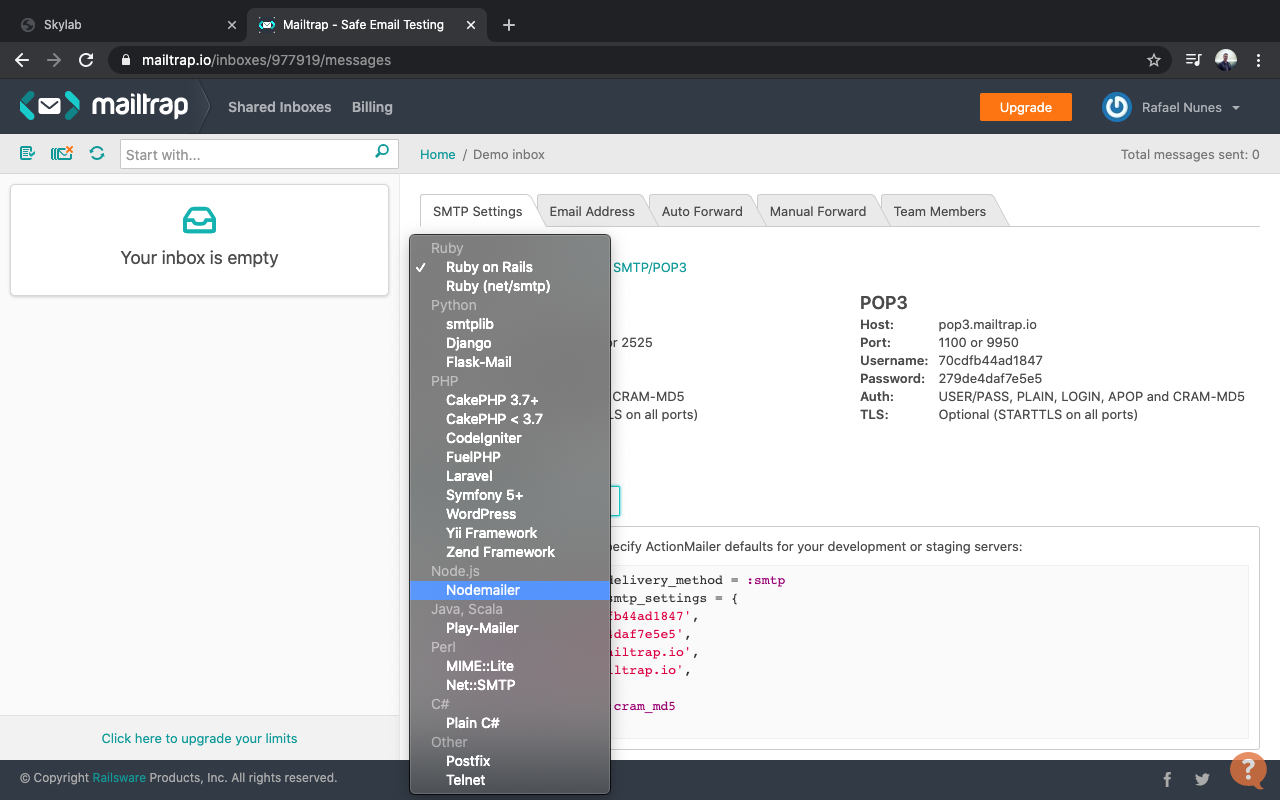 Skylab
Mailtrap - Safe Email Testing
mailtrap.io/inboxes/977919/messages
mailtrap
Shared Inboxes
Billing
Upgrade
Rafael Nunes
Start with...
Home / Demo inbox
Total messages sent: 0
Your inbox is empty
SMTP Settings
Email Address
Auto Forward
Manual Forward
Team Members
Ruby
✓ Ruby on Rails
Ruby (net/smtp)
Python
smtplib
Django
Flask-Mail
PHP
CakePHP 3.7+
CakePHP < 3.7
CodeIgniter
FuelPHP
Laravel
Symfony 5+
WordPress
Yii Framework
Zend Framework
Node.js
Nodemailer
Java, Scala
Play-Mailer
Perl
MIME::Lite
Net::SMTP
C#
Plain C#
Other
Postfix
Telnet
SMTP/POP3
or 2525
CRAM-MD5
LS on all ports)
POP3
Host: pop3.mailtrap.io
Port: 1100 or 9950
Username: 70cdfb44ad1847
Password: 279de4daf7e5e5
Auth: USER/PASS, PLAIN, LOGIN, APOP and CRAM-MD5
TLS: Optional (STARTTLS on all ports)
ecify ActionMailer defaults for your development or staging servers:
delivery_method = :smtp
smtp_settings = {
fb44ad1847',
4daf7e5e5',
ailtrap.io',
ltrap.io',
:cram_md5
Click here to upgrade your limits
© Copyright Railsware Products, Inc. All rights reserved.
?